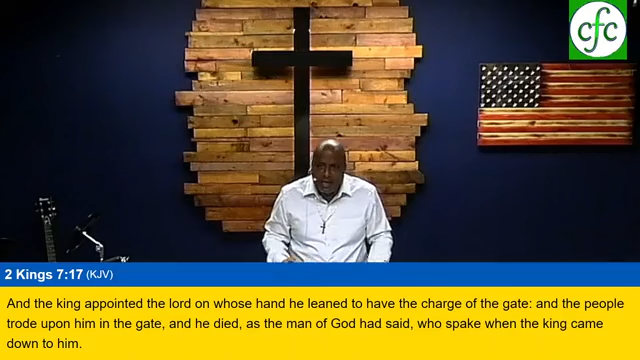 cfc
2 Kings 7:17 (KJV)
And the king appointed the lord on whose hand he leaned to have the charge of the gate: and the people
trode upon him in the gate, and he died, as the man of God had said, who spake when the king came
down to him.